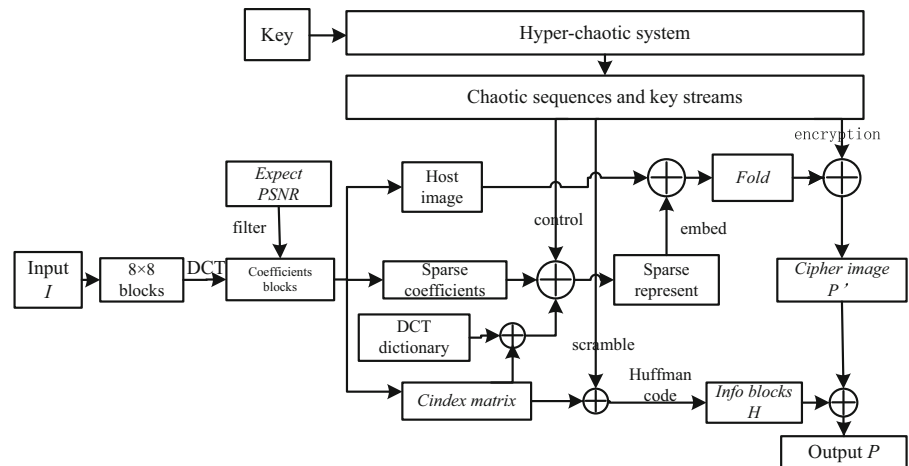 Key
Hyper-chaotic system
Chaotic sequences and key streams
encryption
Expect
PSNR
Host
image
Fold
filter
control
embed
Input
I
8×8
blocks
DCT
Coefficients
blocks
Sparse
coefficients
Sparse
represent
Cipher image
P’
DCT
dictionary
scramble
Cindex matrix
Huffman
code
Info blocks
H
Output P